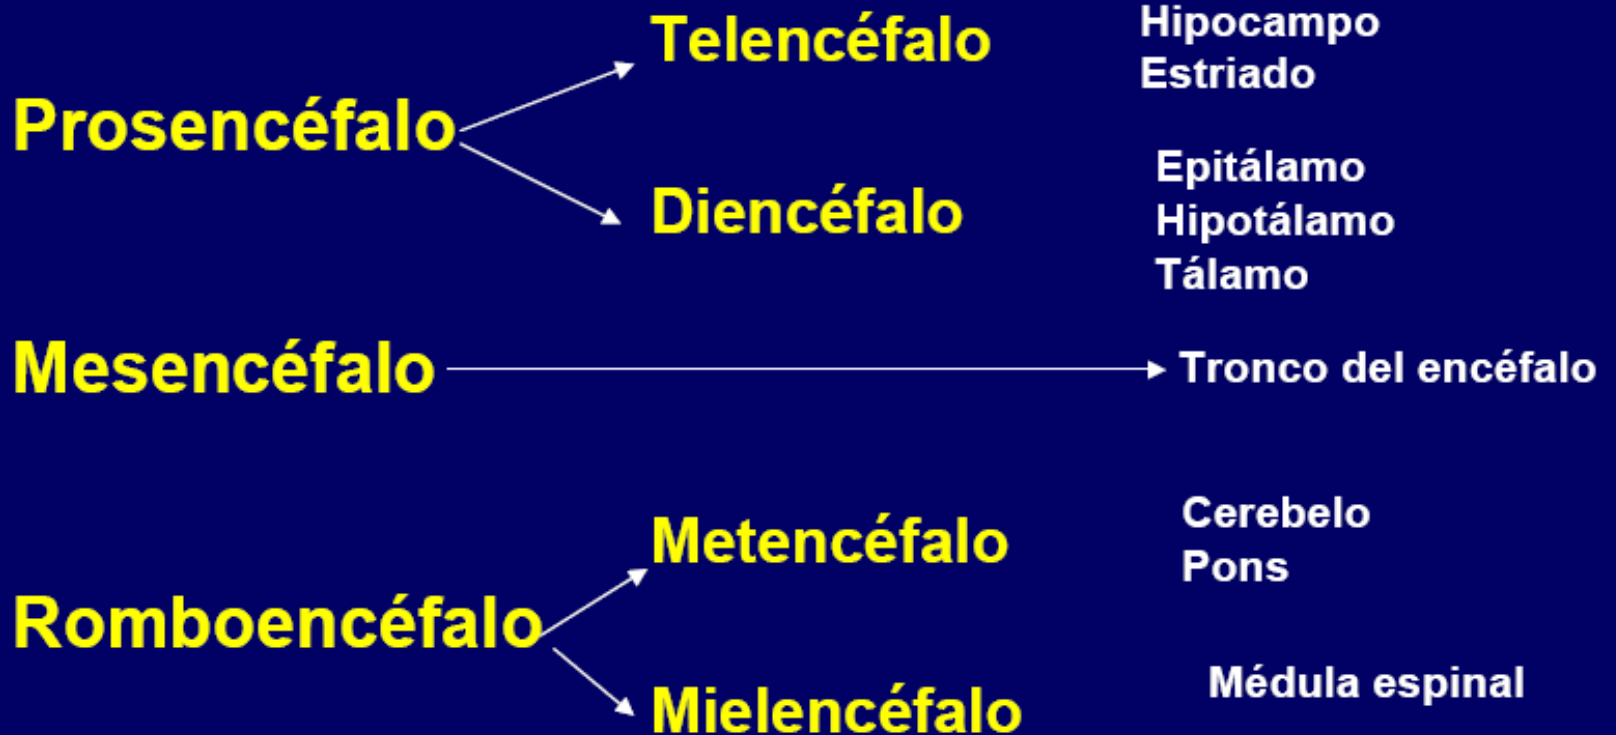 Prosencéfalo
Telencéfalo
Hipocampo
Estriado
Diencéfalo
Epitálamo
Hipotálamo
Tálamo
Mesencéfalo
Tronco del encéfalo
Romboencéfalo
Metencéfalo
Cerebelo
Pons
Mielencéfalo
Médula espinal